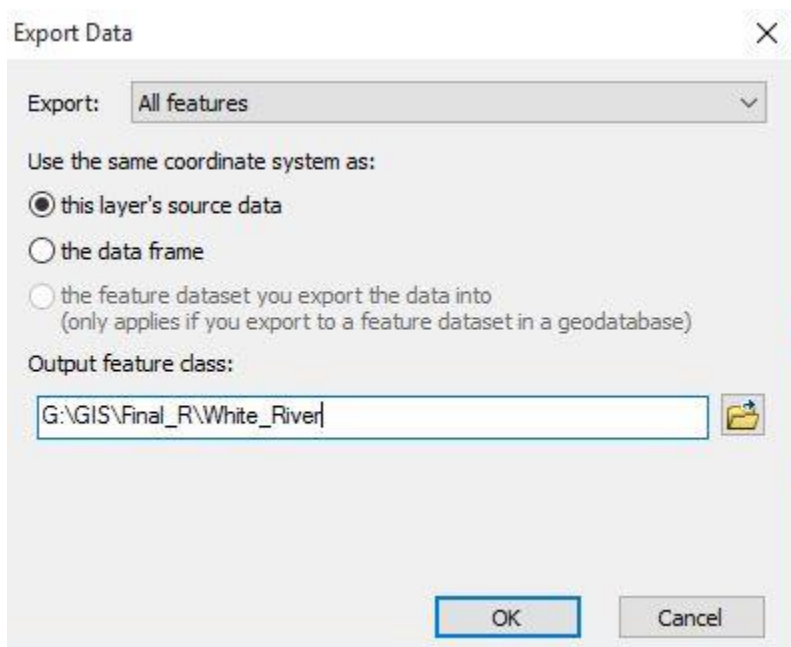 Export Data
Export: All features
Use the same coordinate system as:
this layer's source data
the data frame
the feature dataset you export the data into
(only applies if you export to a feature dataset in a geodatabase)
Output feature class:
G:\GIS\Final_R\White_River
OK Cancel